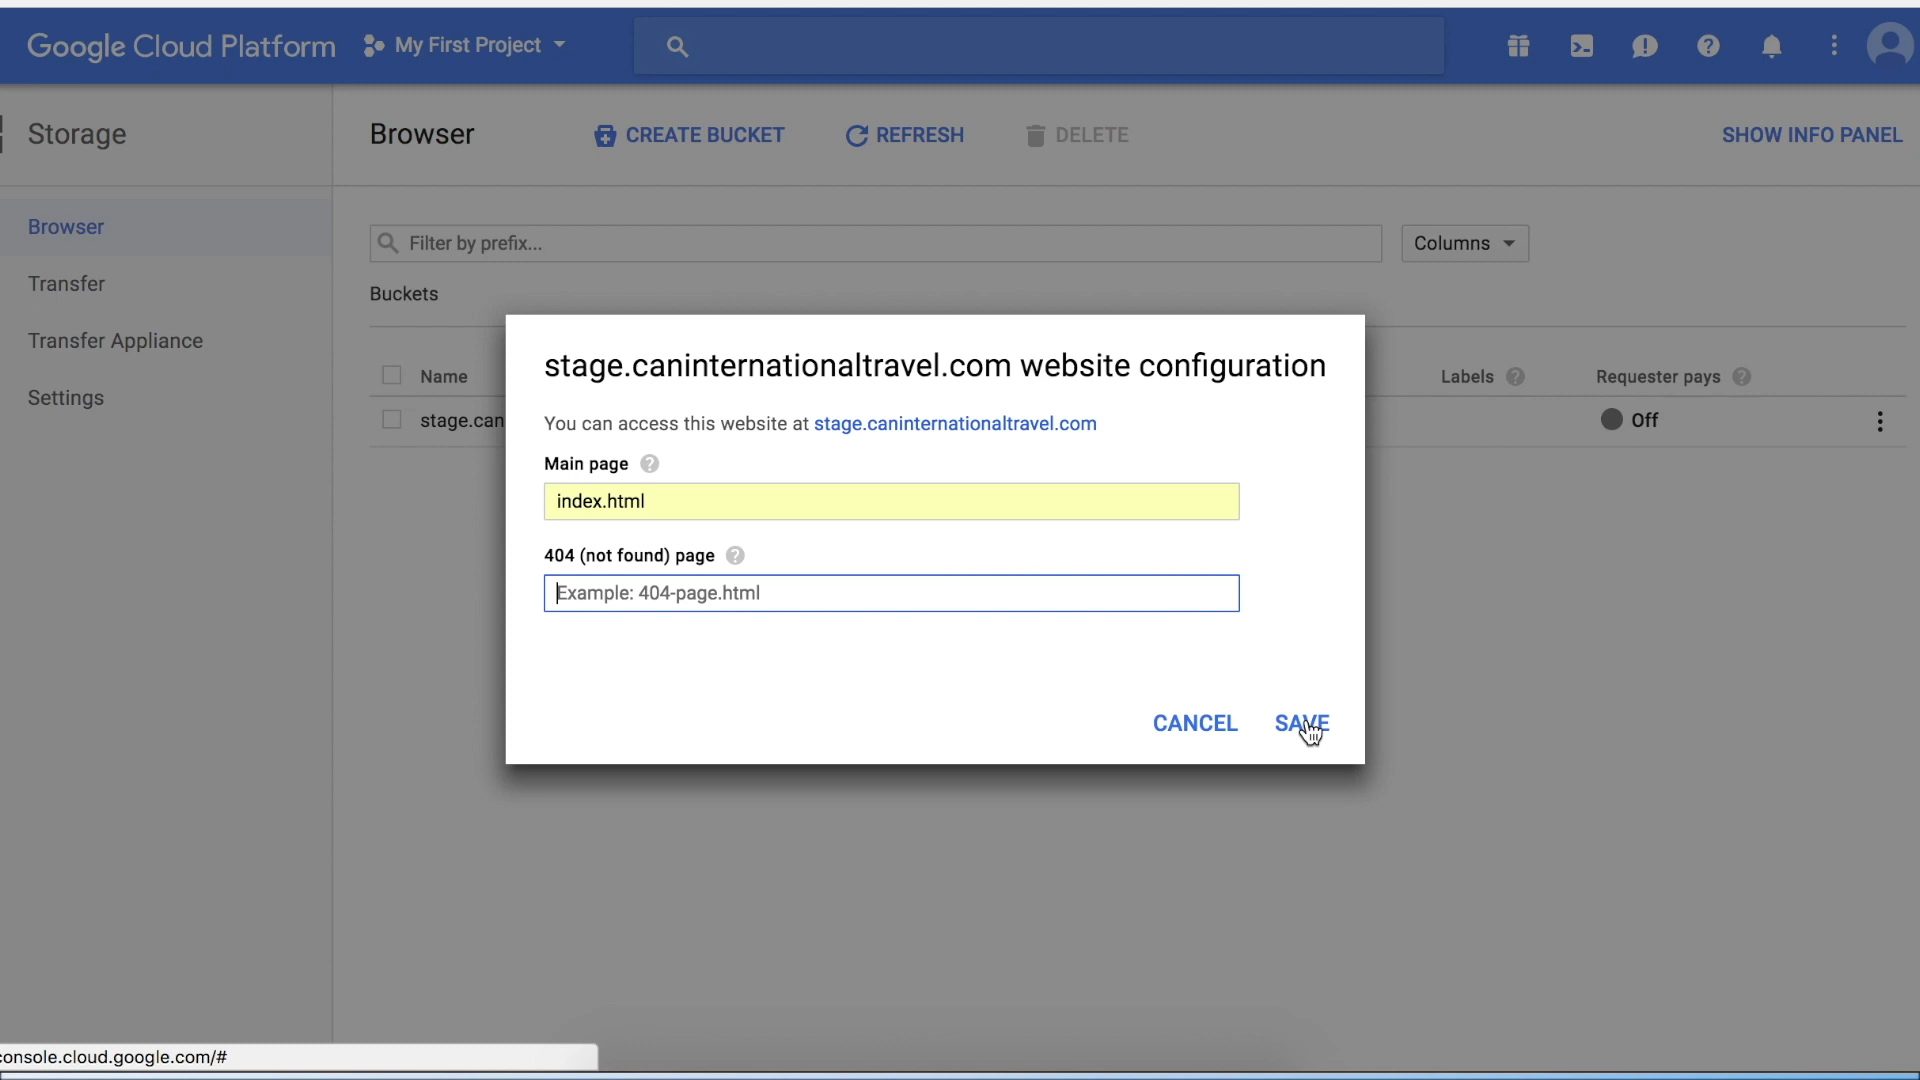 Google Cloud Platform My First Project
Storage Browser CREATE BUCKET REFRESH DELETE SHOW INFO PANEL
Browser
Transfer
Transfer Appliance
Settings
Filter by prefix... Columns
Buckets
Name Labels Requester pays
stage.can Off
stage.caninternationaltravel.com website configuration
You can access this website at stage.caninternationaltravel.com
Main page
index.html
404 (not found) page
Example: 404-page.html
CANCEL SAVE
console.cloud.google.com/#